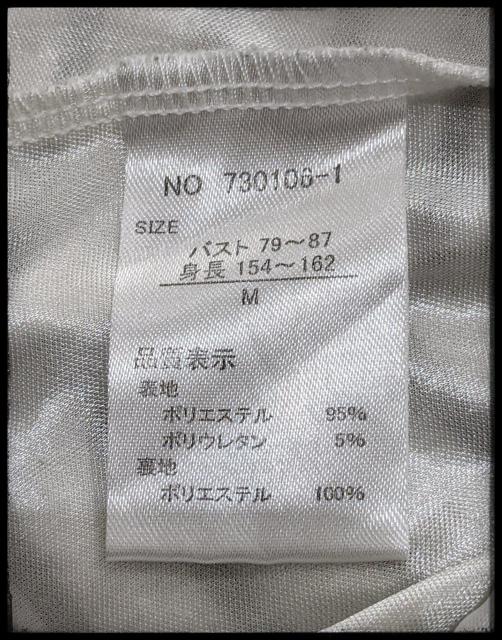 NO 730106-1
SIZE
バスト 79～87
身長 154～162
M
品質表示
表地
ポリエステル 95%
ポリウレタン 5%
裏地
ポリエステル 100%